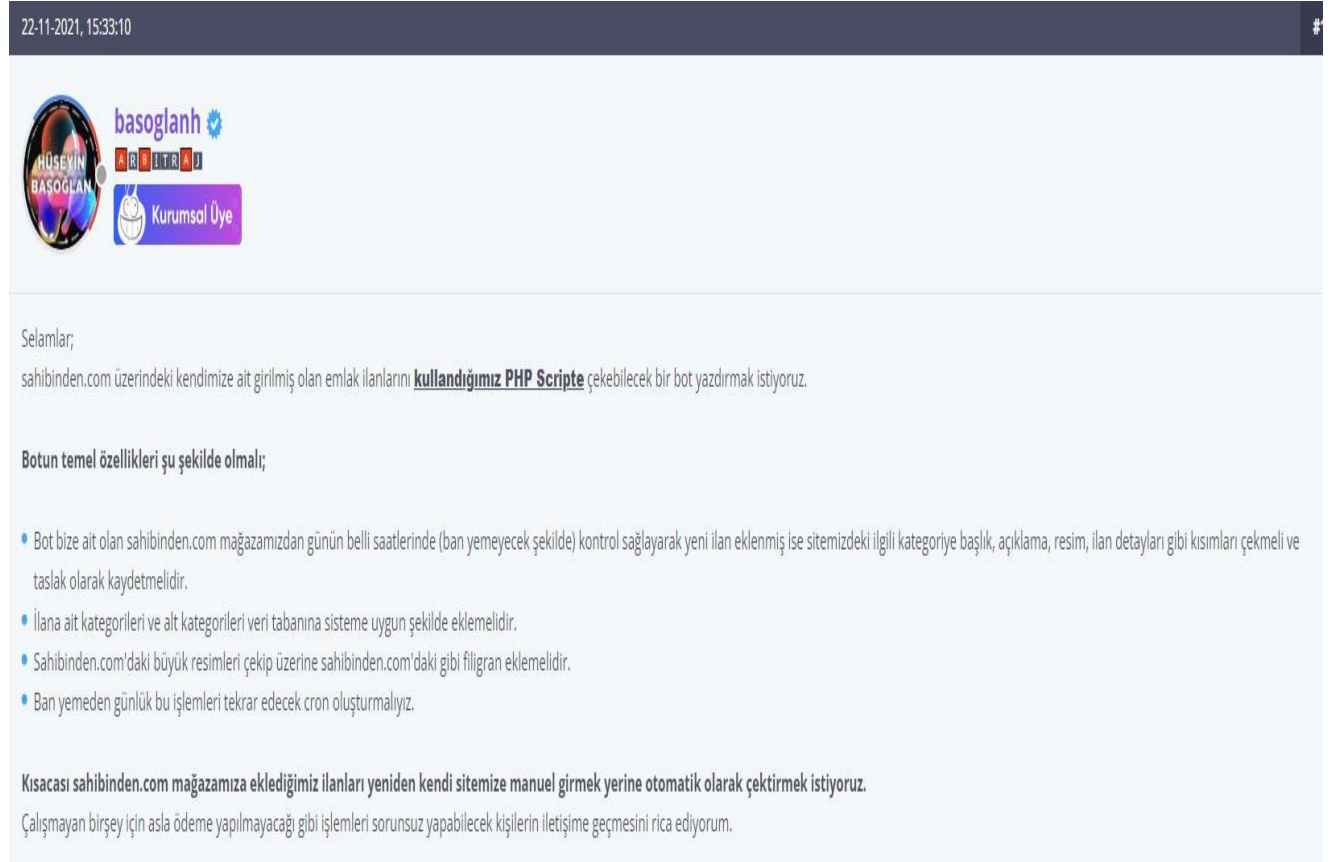 22-11-2021, 15:33:10
#1
basoglanh
ARBITRAJ
HÜSEYİN
BAŞOĞLAN
Kurumsal Üye
Selamlar;
sahibinden.com üzerindeki kendimize ait girilmiş olan emlak ilanlarını kullandığımız PHP Scripte çekebilecek bir bot yazdırmak istiyoruz.
Botun temel özellikleri şu şekilde olmalı;
Bot bize ait olan sahibinden.com mağazamızdan günün belli saatlerinde (ban yemeyecek şekilde) kontrol sağlayarak yeni ilan eklenmiş ise sitemizdeki ilgili kategoriye başlık, açıklama, resim, ilan detayları gibi kısımları çekmeli ve
taslak olarak kaydetmelidir.
İlana ait kategorileri ve alt kategorileri veri tabanına sisteme uygun şekilde eklemelidir.
Sahibinden.com'daki büyük resimleri çekip üzerine sahibinden.com'daki gibi filigran eklemelidir.
Ban yemeden günlük bu işlemleri tekrar edecek cron oluşturmalıyız.
Kısacası sahibinden.com mağazamıza eklediğimiz ilanları yeniden kendi sitemize manuel girmek yerine otomatik olarak çektirmek istiyoruz.
Çalışmayan birşey için asla ödeme yapılmayacağı gibi işlemleri sorunsuz yapabilecek kişilerin iletişime geçmesini rica ediyorum.